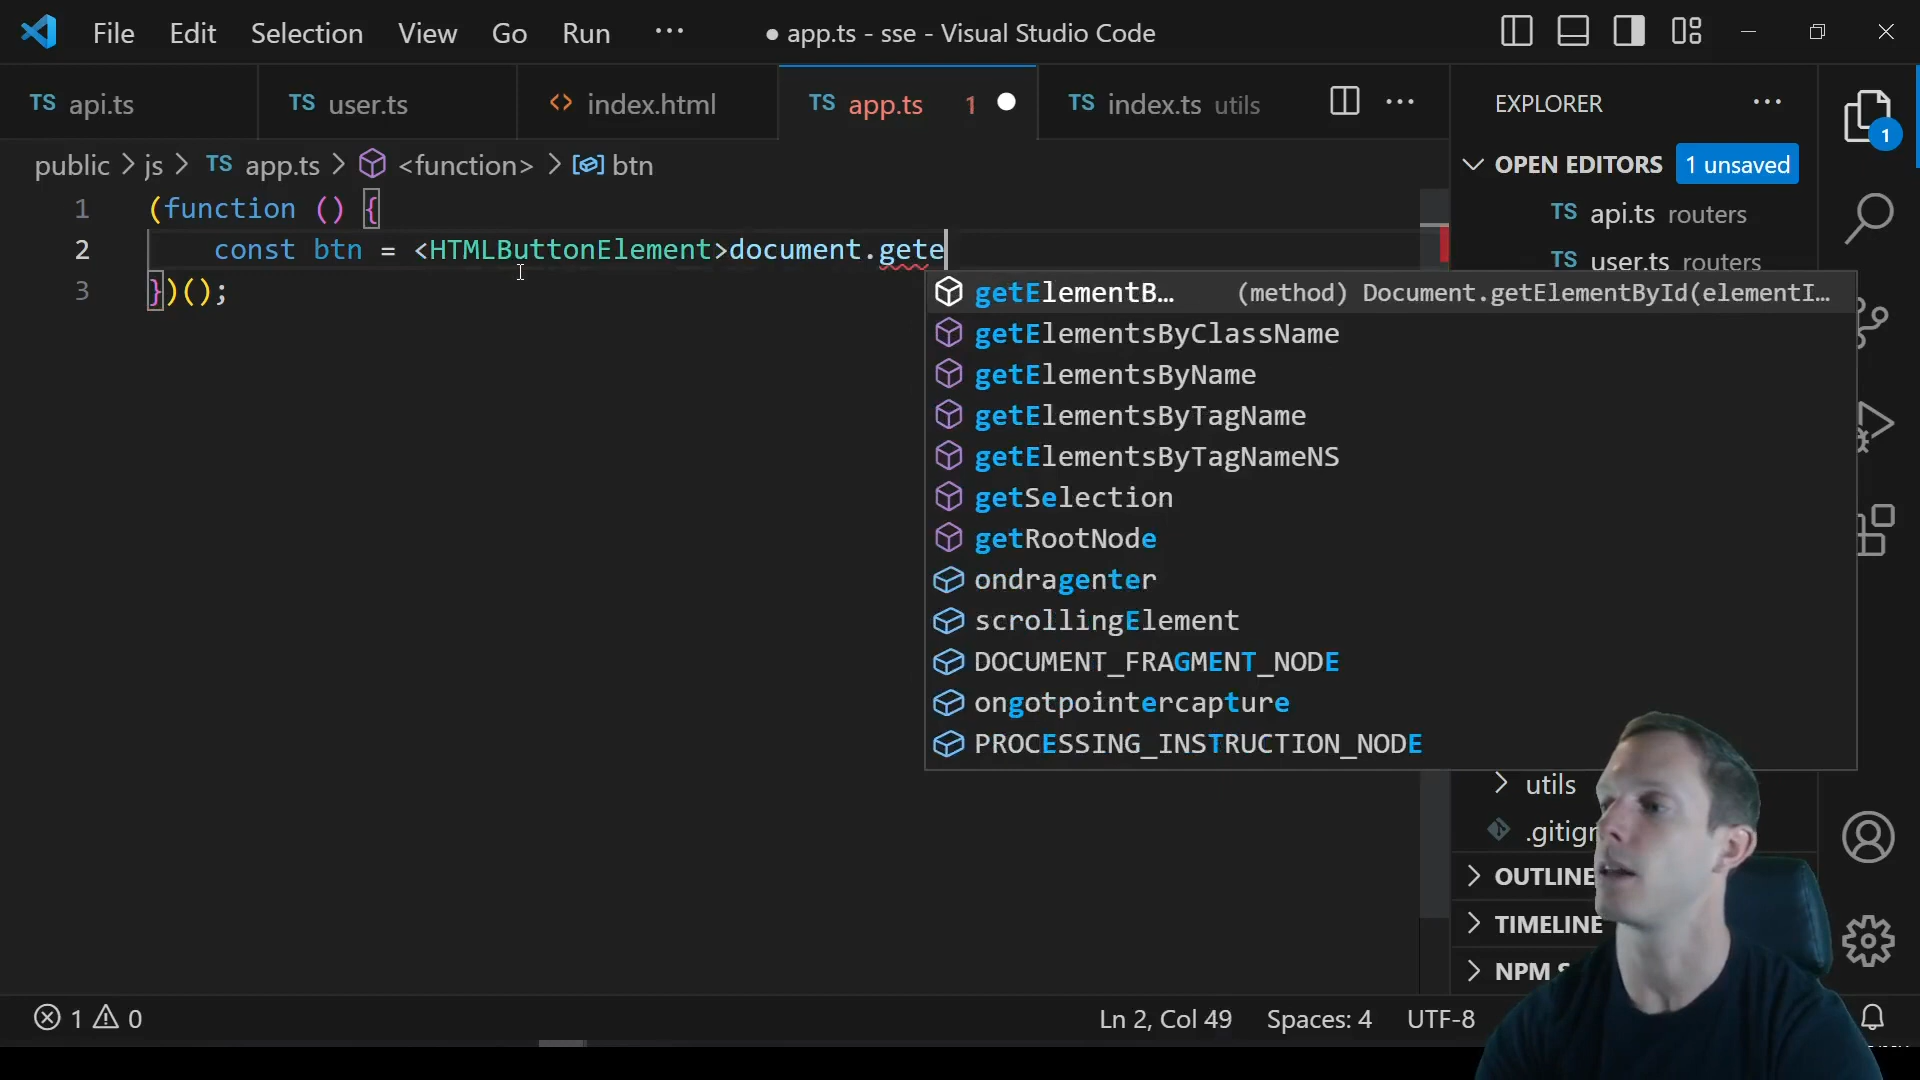 File Edit Selection View Go Run ··· ● app.ts - sse - Visual Studio Code
TS api.ts TS user.ts <> index.html TS app.ts 1 TS index.ts utils
EXPLORER
public > js > TS app.ts > <function> > btn
OPEN EDITORS 1 unsaved
TS api.ts routers
TS user.ts routers
1 (function () {
2 const btn = <HTMLButtonElement>document.gete
3 })();
getElementB… (method) Document.getElementById(elementI…
getElementsByClassName
getElementsByName
getElementsByTagName
getElementsByTagNameNS
getSelection
getRootNode
ondragenter
scrollingElement
DOCUMENT_FRAGMENT_NODE
ongotpointercapture
PROCESSING_INSTRUCTION_NODE
1
utils
.gitign
OUTLINE
TIMELINE
NPM S
1 0 Ln 2, Col 49 Spaces: 4 UTF-8